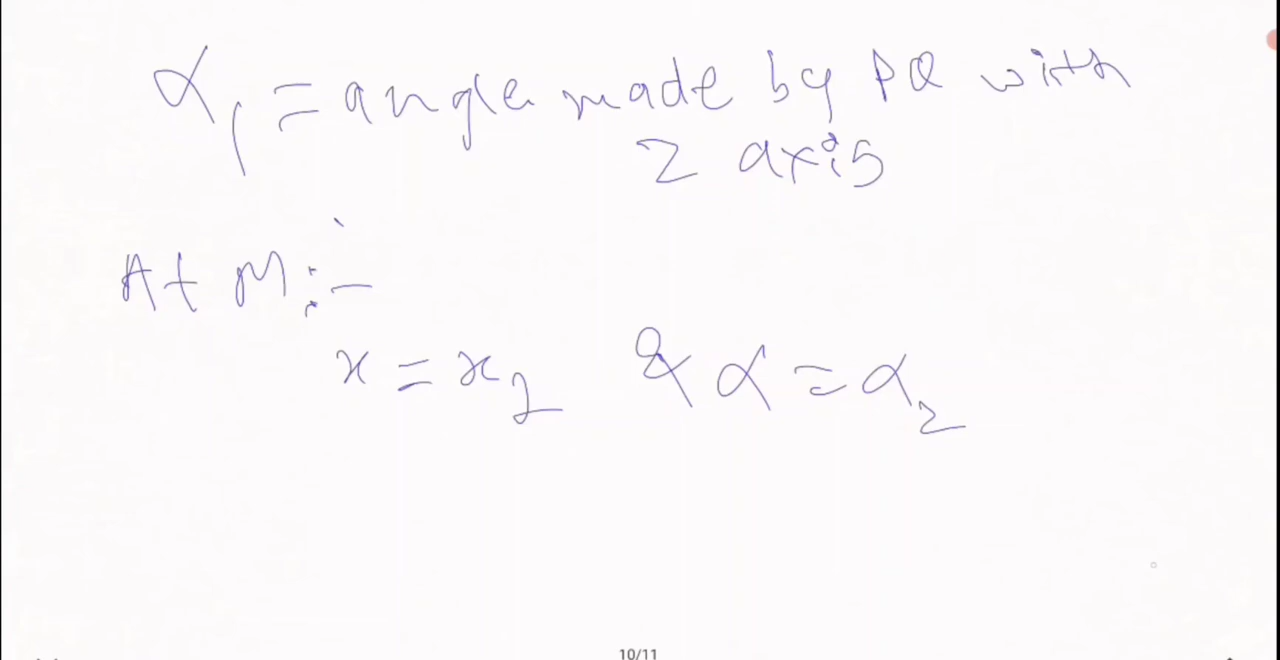 α₁ = angle made by PQ with
z axis
At M :-
x = x₂ & α = α₂
10/11